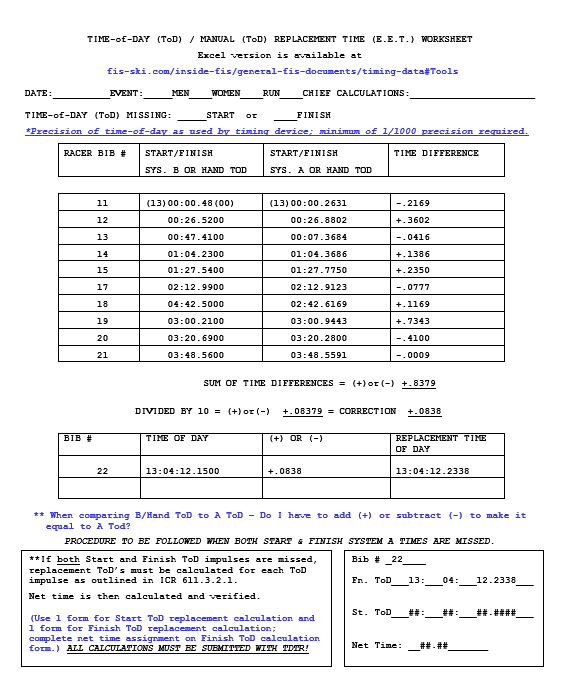 TIME-of-DAY (ToD) / MANUAL (ToD) REPLACEMENT TIME (E.E.T.) WORKSHEET
Excel version is available at
fis-ski.com/inside-fis/general-fis-documents/timing-data#Tools
DATE:__________EVENT:_____MEN____WOMEN____RUN____CHIEF CALCULATIONS:______________________
TIME-of-DAY (ToD) MISSING: _____START or ____FINISH
*Precision of time-of-day as used by timing device; minimum of 1/1000 precision required.
RACER BIB # START/FINISH START/FINISH TIME DIFFERENCE
SYS. B OR HAND TOD SYS. A OR HAND TOD
11 (13)00:00.48(00) (13)00:00.2631 -.2169
12 00:26.5200 00:26.8802 +.3602
13 00:47.4100 00:07.3684 -.0416
14 01:04.2300 01:04.3686 +.1386
15 01:27.5400 01:27.7750 +.2350
17 02:12.9900 02:12.9123 -.0777
18 04:42.5000 02:42.6169 +.1169
19 03:00.2100 03:00.9443 +.7343
20 03:20.6900 03:20.2800 -.4100
21 03:48.5600 03:48.5591 -.0009
SUM OF TIME DIFFERENCES = (+)or(-) +.8379
DIVIDED BY 10 = (+)or(-) +.08379 = CORRECTION +.0838
BIB # TIME OF DAY (+) OR (-) REPLACEMENT TIME
OF DAY
22 13:04:12.1500 +.0838 13:04:12.2338
** When comparing B/Hand ToD to A ToD – Do I have to add (+) or subtract (-) to make it
equal to A Tod?
PROCEDURE TO BE FOLLOWED WHEN BOTH START & FINISH SYSTEM A TIMES ARE MISSED.
**If both Start and Finish ToD impulses are missed,
replacement ToD's must be calculated for each ToD
impulse as outlined in ICR 611.3.2.1.
Net time is then calculated and verified.
(Use 1 form for Start ToD replacement calculation and
1 form for Finish ToD replacement calculation;
complete net time assignment on Finish ToD calculation
form.) ALL CALCULATIONS MUST BE SUBMITTED WITH TDTR!
Bib # _22____
Fn. ToD___13:___04:___12.2338___
St. ToD___##:___##:___##.####___
Net Time: __##.##_______